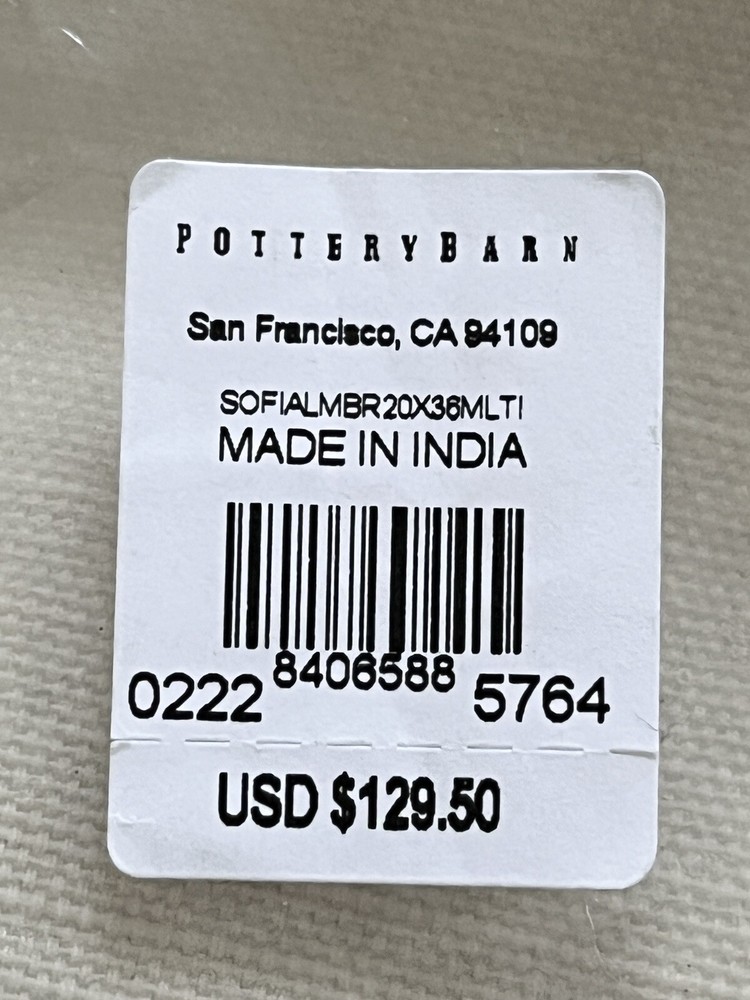 POTTERYBARN
San Francisco, CA 94109
SOFIALMBR20X36MLTI
MADE IN INDIA
8406588
0222 5764
USD $129.50